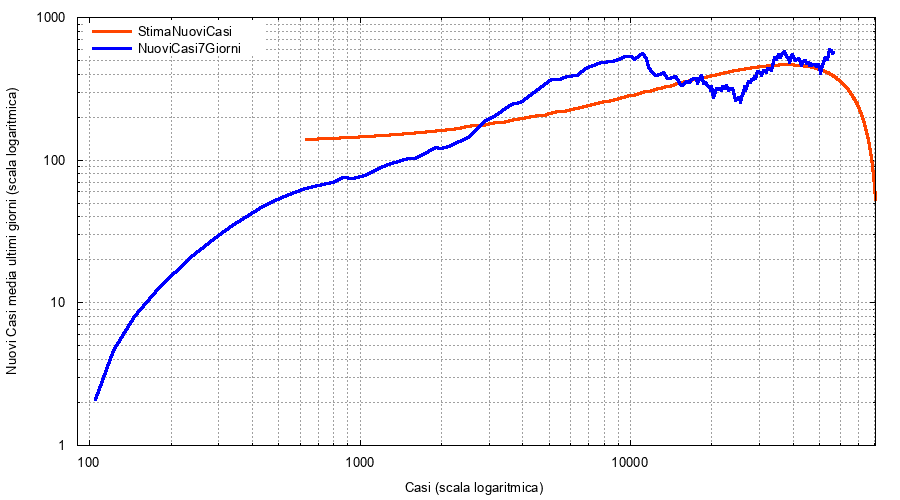 1000
100
10
1
Nuovi Casi media ultimi giorni (scala logaritmica)
StimaNuoviCasi
NuoviCasi7Giorni
100
1000
10000
Casi (scala logaritmica)